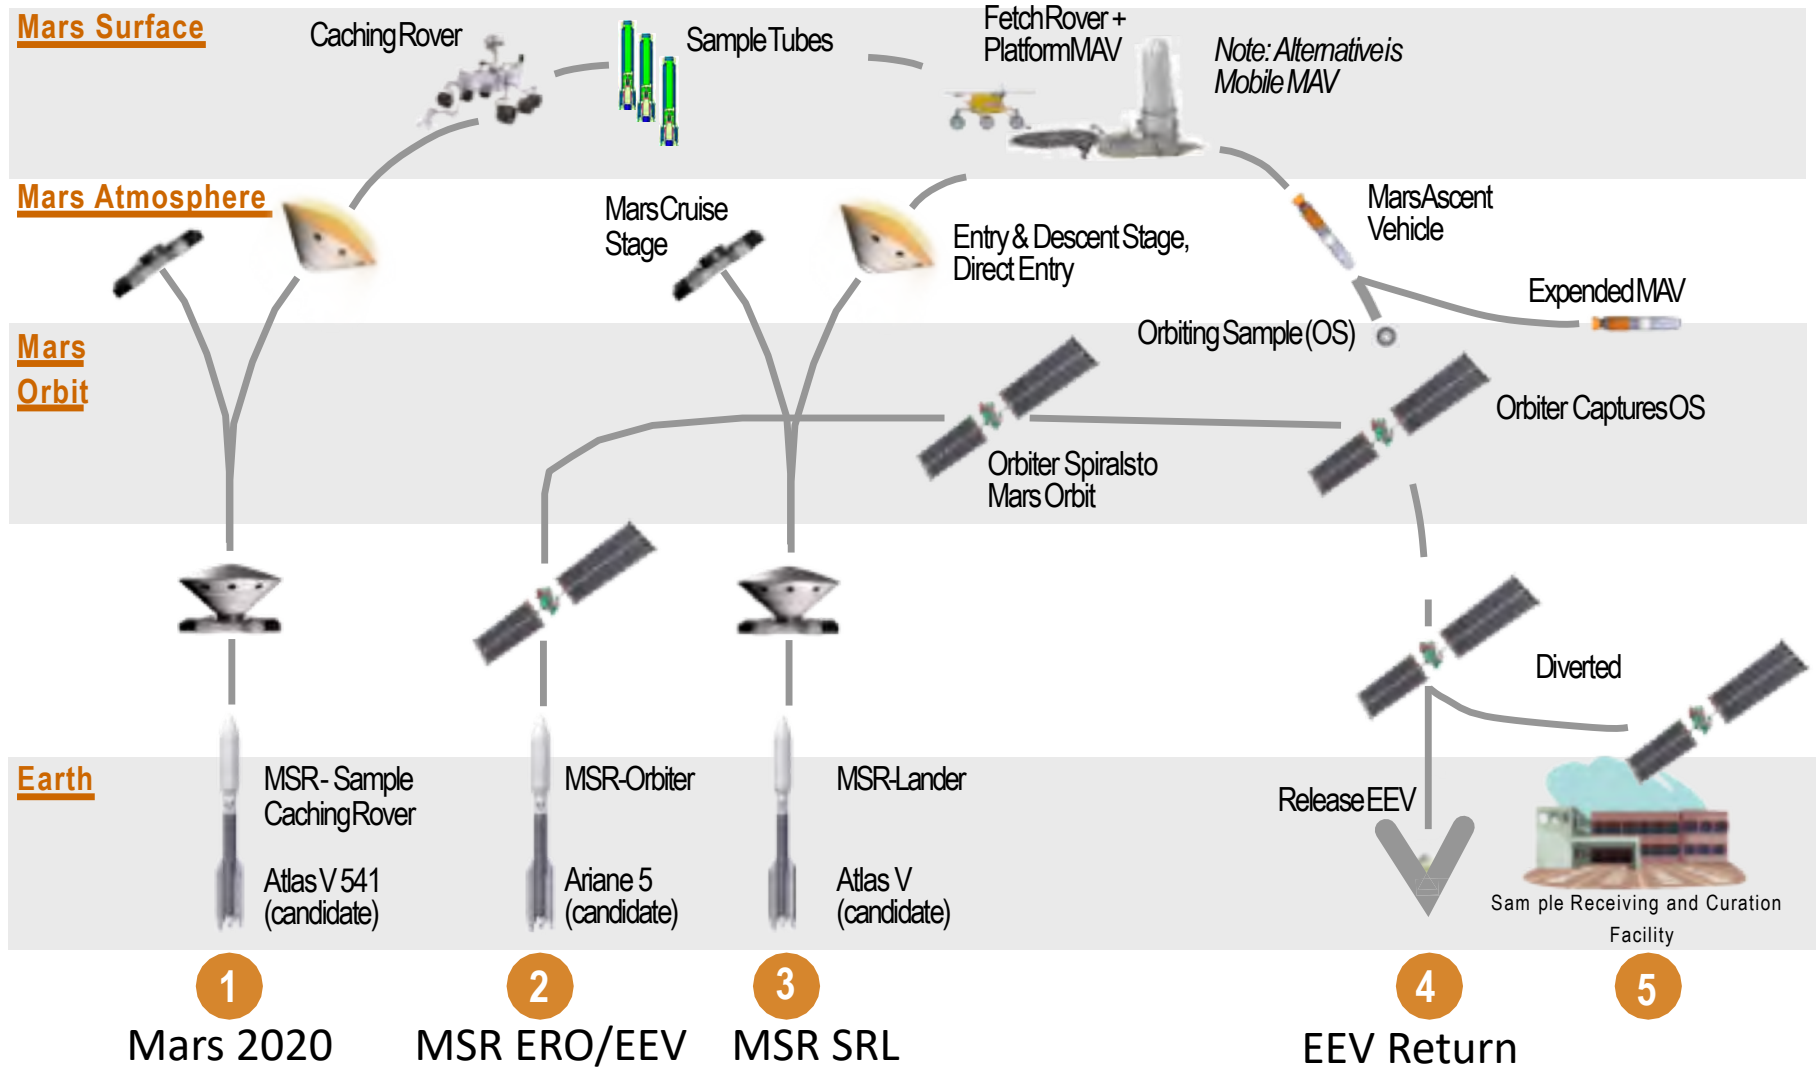 Mars Surface
Caching Rover
Sample Tubes
Fetch Rover +
Platform MAV
Note: Alternative is
Mobile MAV
Mars Atmosphere
Mars Cruise
Stage
Entry & Descent Stage,
Direct Entry
Mars Ascent
Vehicle
Expended MAV
Orbiting Sample (OS)
Mars
Orbit
Orbiter Spirals to
Mars Orbit
Orbiter Captures OS
Diverted
Earth
MSR - Sample
Caching Rover
Atlas V 541
(candidate)
MSR-Orbiter
Ariane 5
(candidate)
MSR-Lander
Atlas V
(candidate)
Release EEV
Sam ple Receiving and Curation
Facility
1
2
3
4
5
Mars 2020
MSR ERO/EEV
MSR SRL
EEV Return